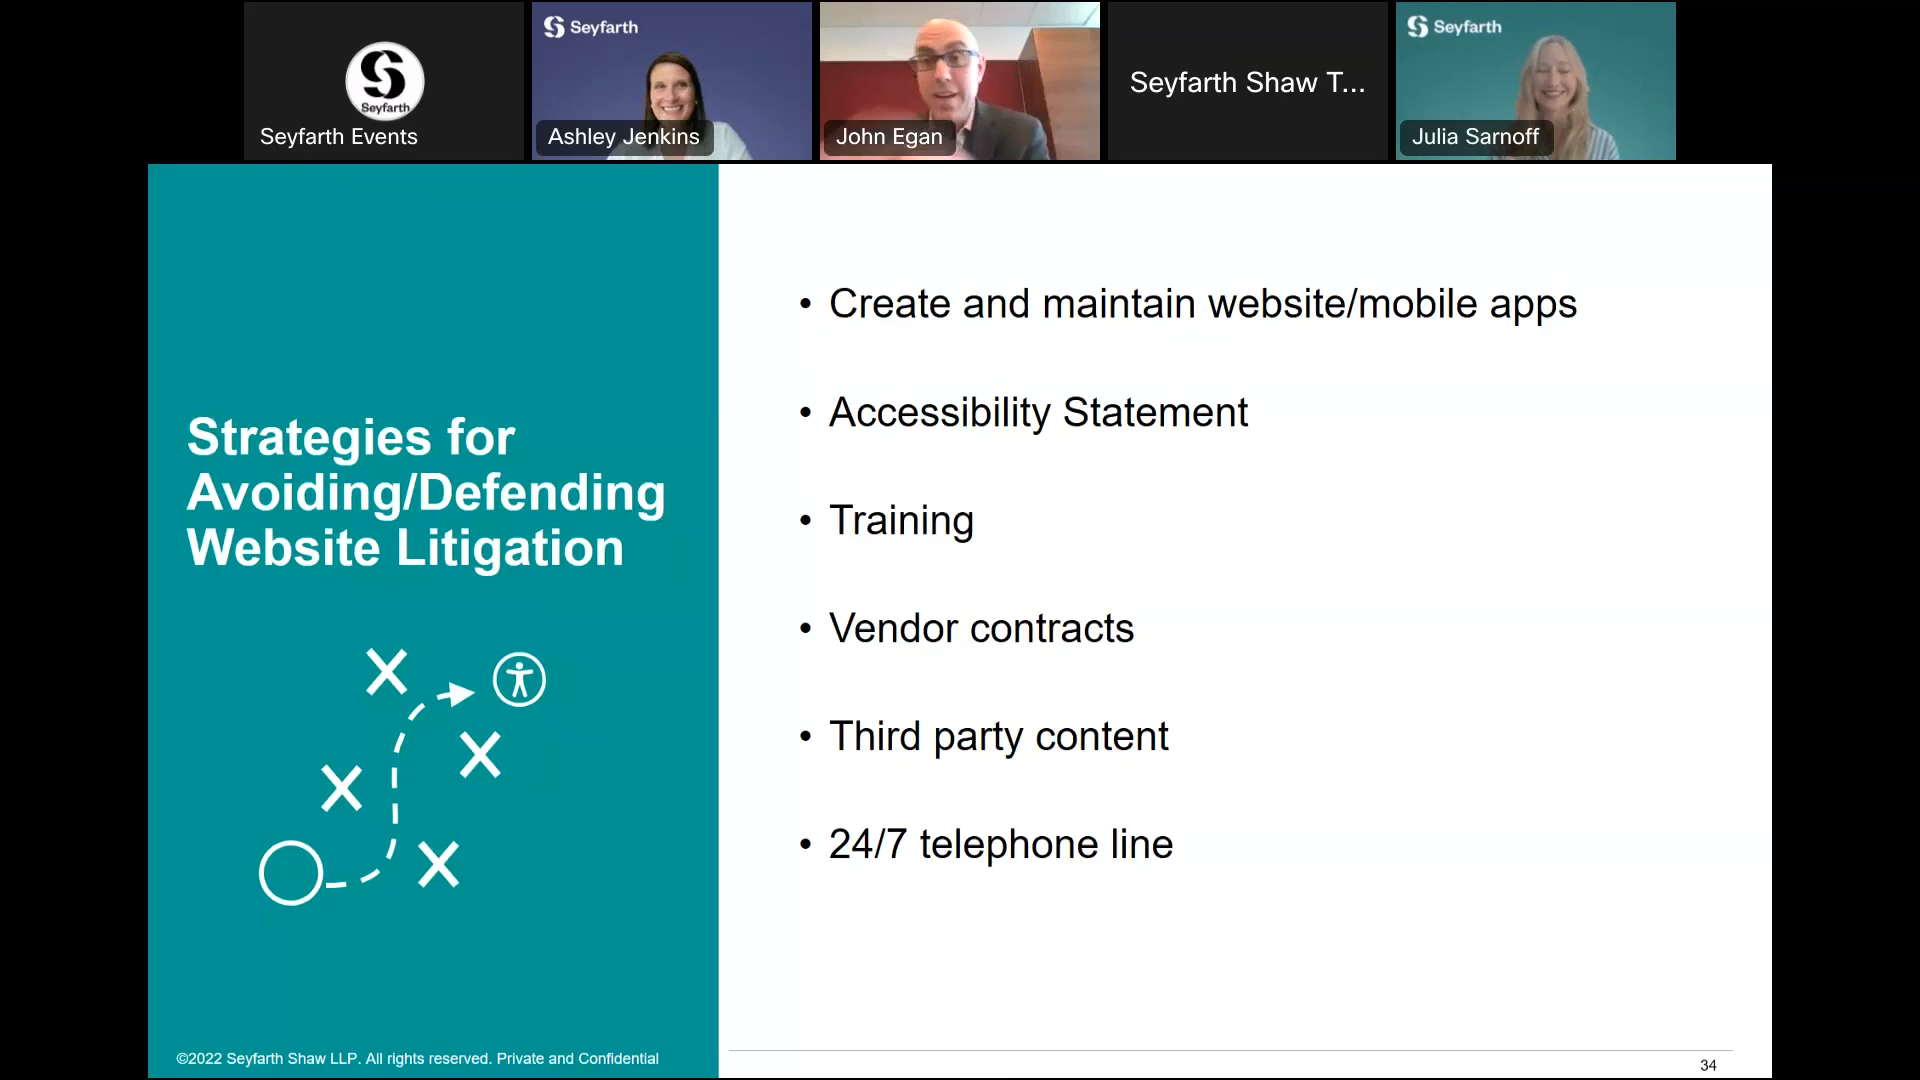 Seyfarth
Seyfarth Events
Seyfarth
Ashley Jenkins
John Egan
Seyfarth Shaw T...
Seyfarth
Julia Sarnoff
Strategies for
Avoiding/Defending
Website Litigation
• Create and maintain website/mobile apps
• Accessibility Statement
• Training
• Vendor contracts
• Third party content
• 24/7 telephone line
©2022 Seyfarth Shaw LLP. All rights reserved. Private and Confidential
34